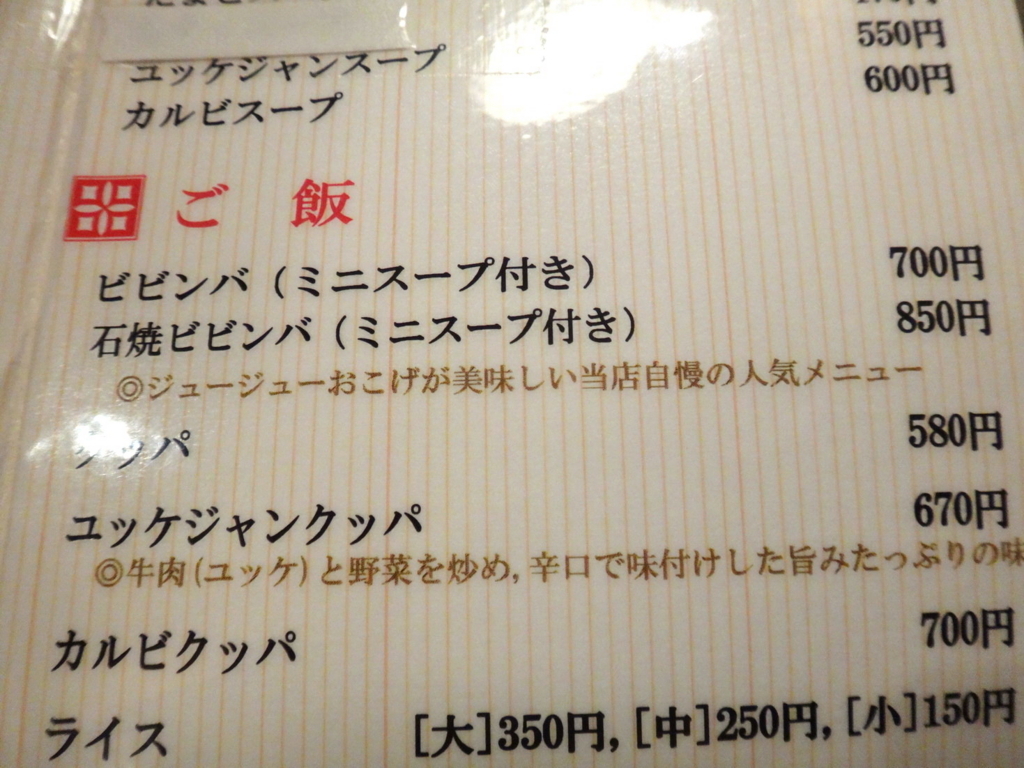 ユッケジャンスープ 550円
カルビスープ 600円
ご飯
ビビンバ(ミニスープ付き) 700円
石焼ビビンバ(ミニスープ付き) 850円
◎ジュージューおこげが美味しい当店自慢の人気メニュー
クッパ 580円
ユッケジャンクッパ 670円
◎牛肉(ユッケ)と野菜を炒め,辛口で味付けした旨みたっぷりの味
カルビクッパ 700円
ライス [大]350円,[中]250円,[小]150円